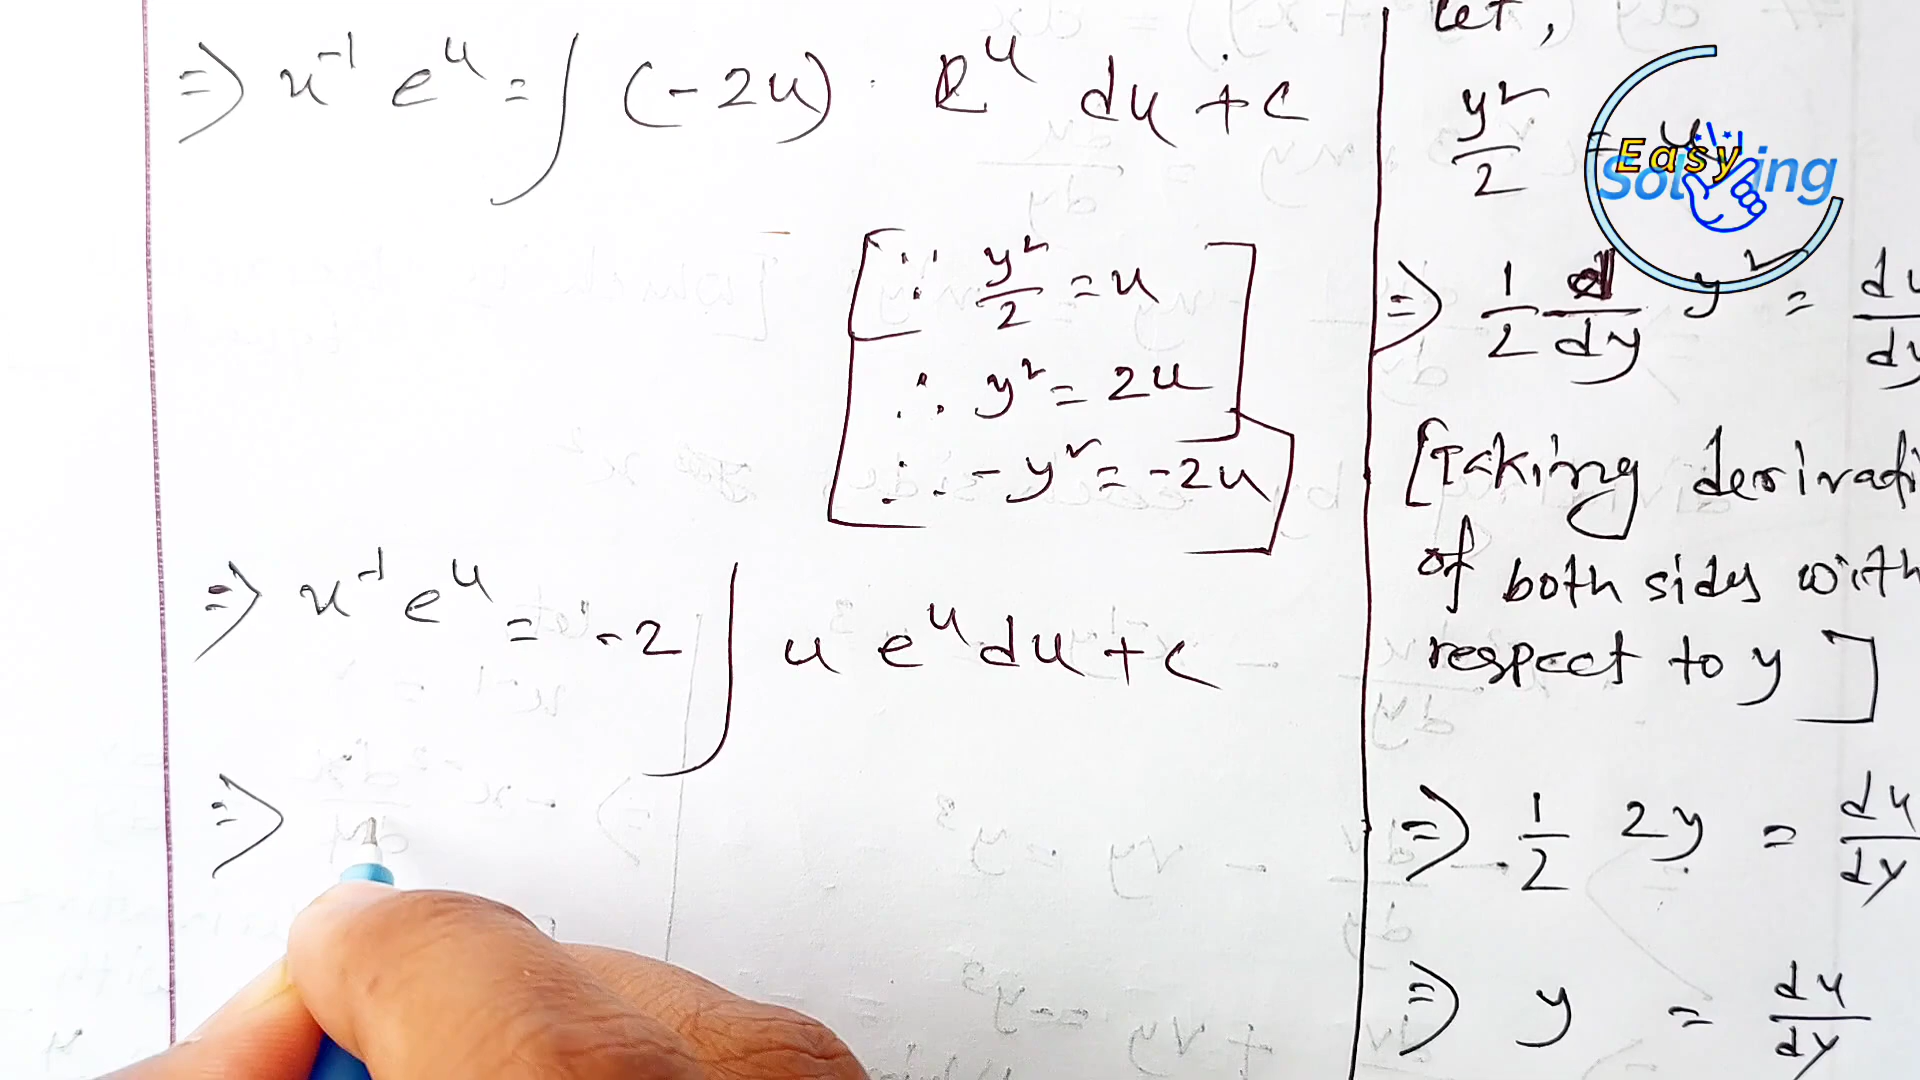 => x⁻¹ eᵘ = ∫ (-2u) · eᵘ du + c
[∵ y²/2 = u
∴ y² = 2u
∴ -y² = -2u]
=> x⁻¹ eᵘ = -2 ∫ u eᵘ du + c
=>
let,
y²/2 = u
Easy
Solving
=> 1/2 d/dy y² = du/dy
[Taking derivati
of both sides with
respect to y]
=> 1/2 2y = du/dy
=> y = du/dy